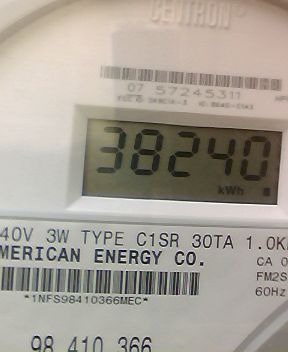 CENTRON®
07 57245311
38240
kWh
40V 3W TYPE C1SR 30TA 1.0K
MERICAN ENERGY CO.
CA 0
FM2S
60Hz
*1NFS98410366MEC*
98 410 366